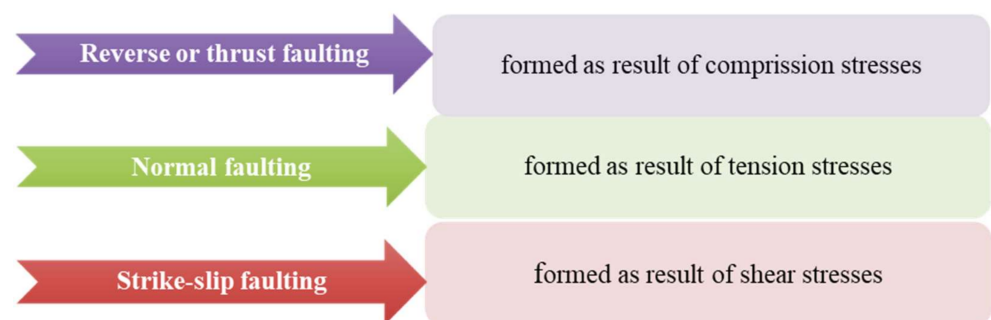 Reverse or thrust faulting
formed as result of comprission stresses
Normal faulting
formed as result of tension stresses
Strike-slip faulting
formed as result of shear stresses